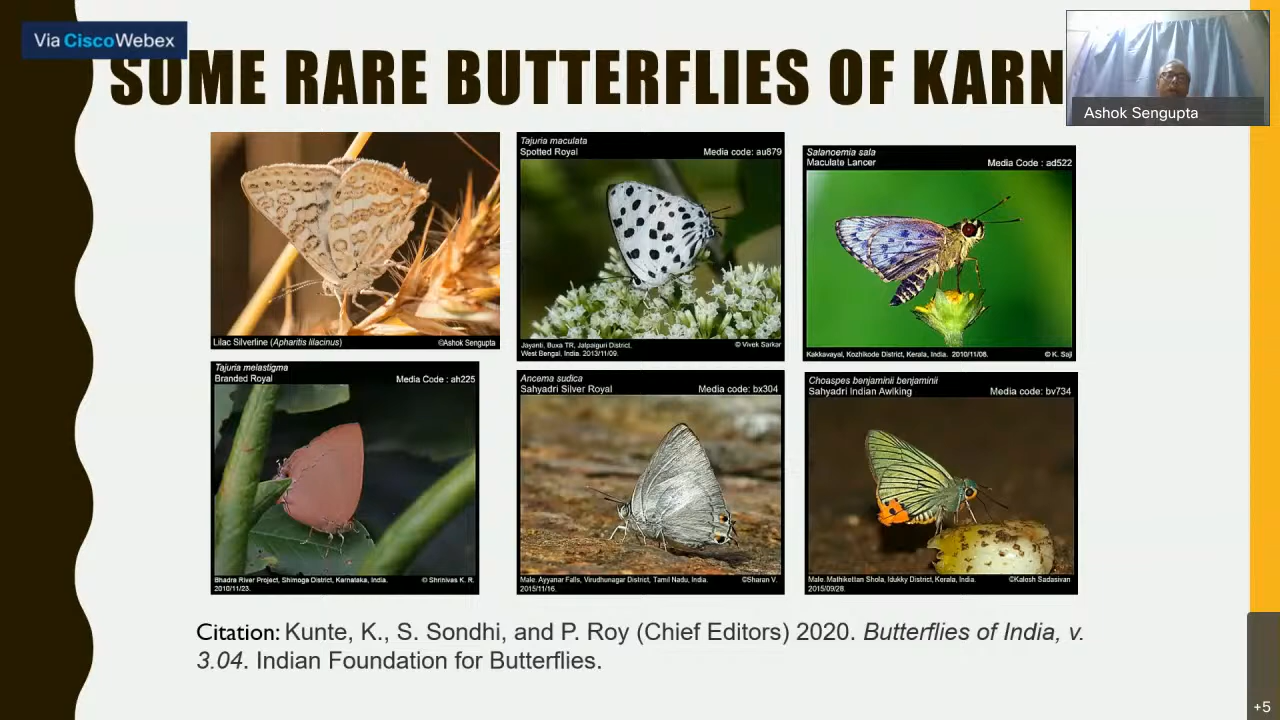 Via CiscoWebex
SOME RARE BUTTERFLIES OF KARN
Ashok Sengupta
Lilac Silverline (Apharitis lilacinus) ©Ashok Sengupta
Tajuria maculata
Spotted Royal Media code: au879
Jayanti, Buxa TR, Jalpaiguri District,
West Bengal, India. 2013/11/09. © Vivek Sarkar
Salanoemia sala
Maculate Lancer Media Code : ad522
Kakkavayal, Kozhikode District, Kerala, India. 2010/11/08. © K. Saji
Tajuria melastigma
Branded Royal Media Code : ah225
Bhadra River Project, Shimoga District, Karnataka, India. © Shrinivas K. R.
2010/11/23.
Ancema sudica
Sahyadri Silver Royal Media code: bx304
Male. Ayyanar Falls, Virudhunagar District, Tamil Nadu, India. ©Sharan V.
2015/11/16.
Choaspes benjaminii benjaminii
Sahyadri Indian Awlking Media code: bv734
Male. Mathikettan Shola, Idukky District, Kerala, India. ©Kalesh Sadasivan
2015/09/28.
Citation: Kunte, K., S. Sondhi, and P. Roy (Chief Editors) 2020. Butterflies of India, v.
3.04. Indian Foundation for Butterflies.
+5